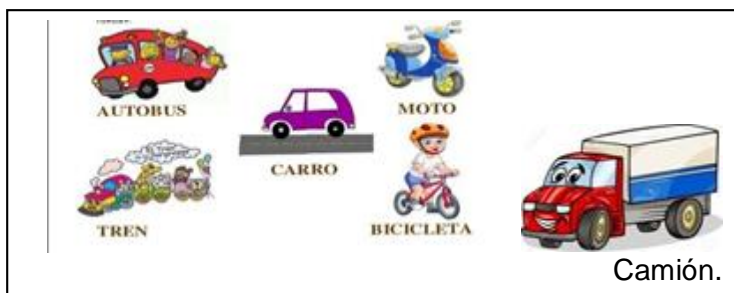 AUTOBUS
MOTO
CARRO
TREN
BICICLETA
Camión.